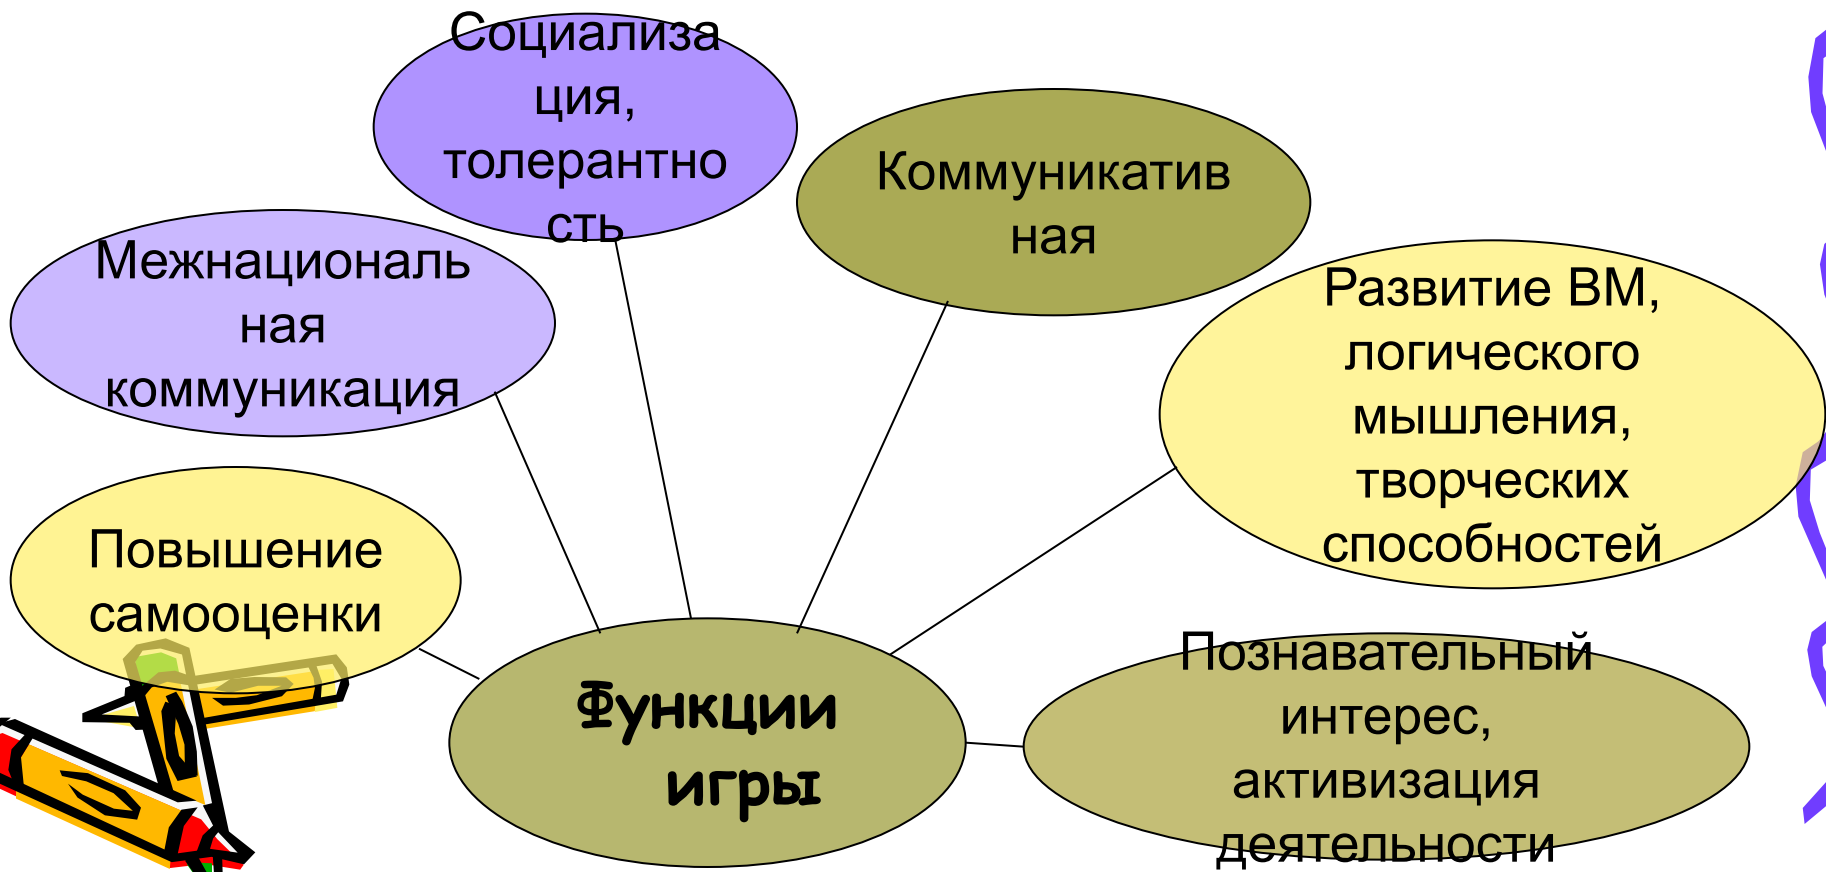 Социализа
ция,
толерантно
сть
Коммуникатив
ная
Межнациональ
ная
коммуникация
Развитие ВМ,
логического
мышления,
творческих
способностей
Повышение
самооценки
Функции
игры
Познавательный
интерес,
активизация
деятельности